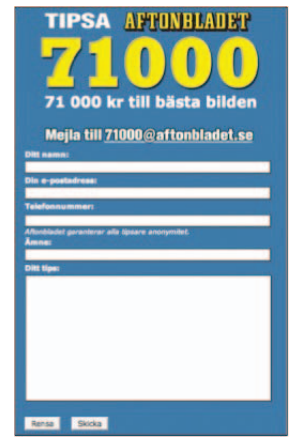 TIPSA AFTONBLADET
71000
71 000 kr till bästa bilden
Mejla till 71000@aftonbladet.se
Ditt namn:
Din e-postadress:
Telefonnummer:
Aftonbladet garanterer alla tipsare anonymitet.
Ämne:
Ditt tips:
Rensa Skicka